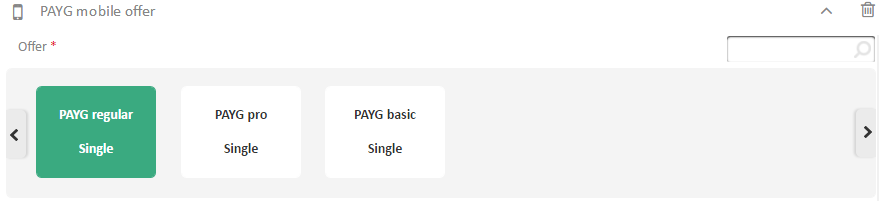 PAYG mobile offer
Offer *
PAYG regular
Single
PAYG pro
Single
PAYG basic
Single